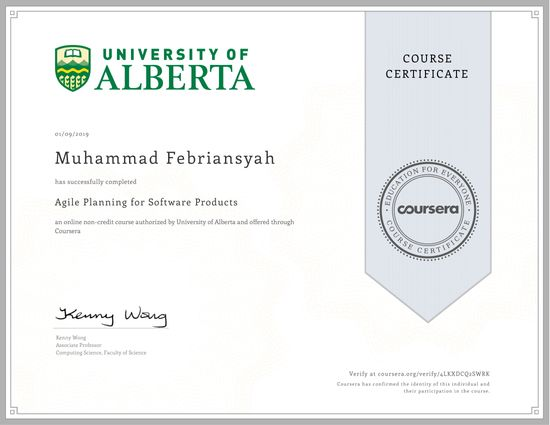 UNIVERSITY OF
ALBERTA
COURSE
CERTIFICATE
01/09/2019
Muhammad Febriansyah
has successfully completed
Agile Planning for Software Products
an online non-credit course authorized by University of Alberta and offered through
Coursera
EDUCATION FOR EVERYONE
coursera
COURSE CERTIFICATE
Kenny Wong
Kenny Wong
Associate Professor
Computing Science, Faculty of Science
Verify at coursera.org/verify/4LKXDCQ2SWRK
Coursera has confirmed the identity of this individual and
their participation in the course.